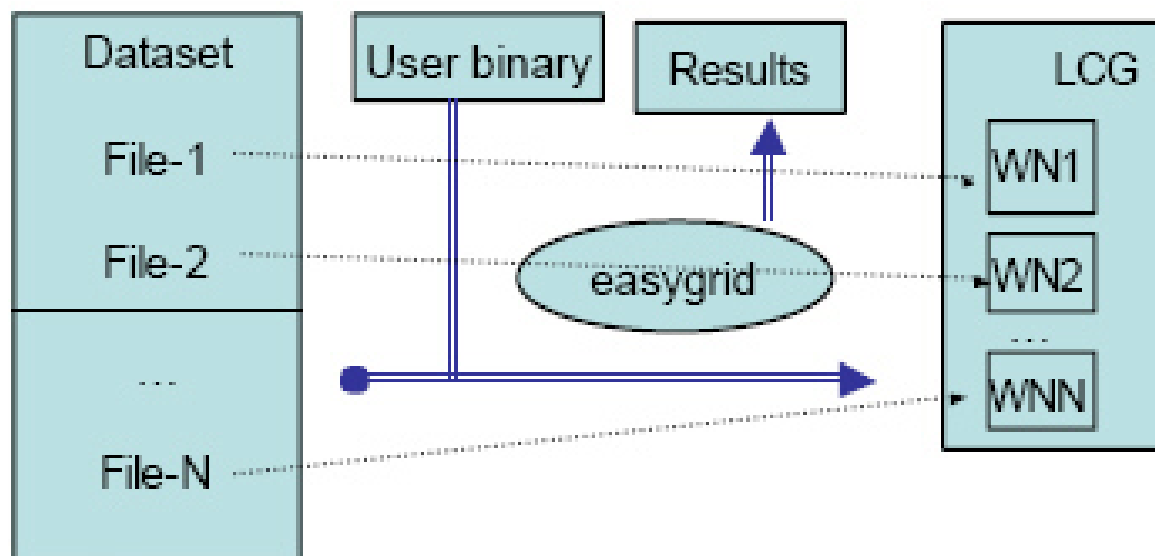 Dataset
File-1
File-2
...
File-N
User binary
Results
easygrid
LCG
WN1
WN2
...
WNN